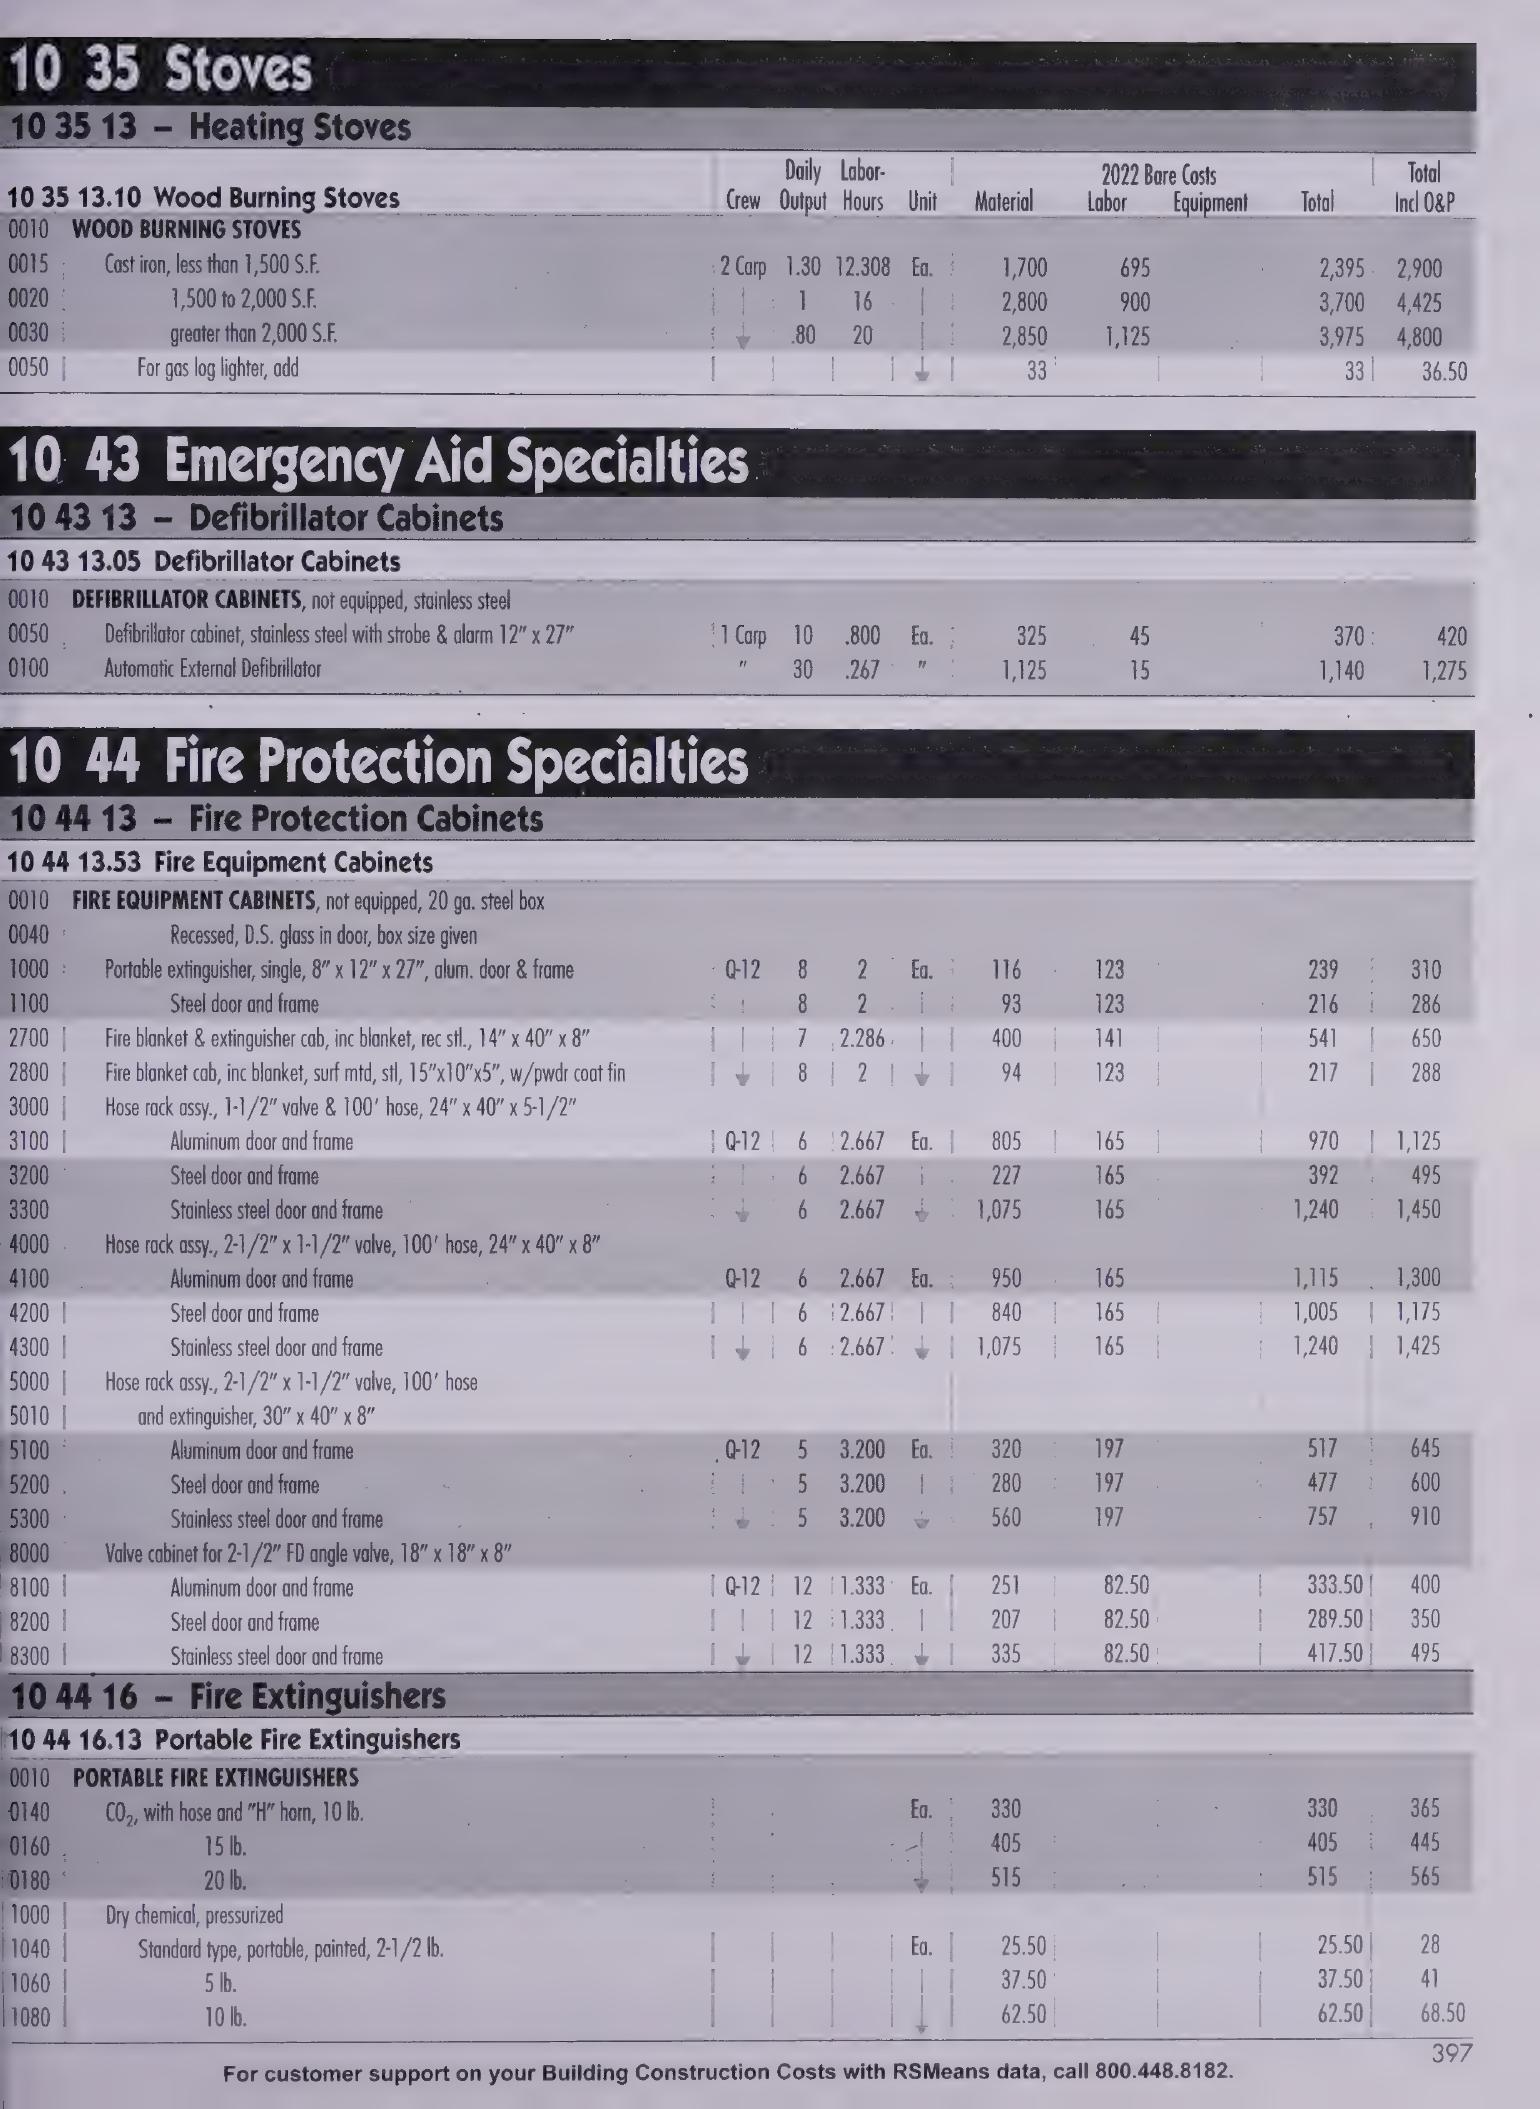 10 35 Stoves
10 35 13 – Heating Stoves
Daily Labor- 2022 Bare Costs Total
10 35 13.10 Wood Burning Stoves Crew Output Hours Unit Material Labor Equipment Total Incl O&P
0010 WOOD BURNING STOVES
0015 Cast iron, less than 1,500 S.F. 2 Carp 1.30 12.308 Ea. 1,700 695 2,395 2,900
0020 1,500 to 2,000 S.F. 1 16 2,800 900 3,700 4,425
0030 greater than 2,000 S.F. .80 20 2,850 1,125 3,975 4,800
0050 For gas log lighter, add 33 33 36.50
10 43 Emergency Aid Specialties
10 43 13 – Defibrillator Cabinets
10 43 13.05 Defibrillator Cabinets
0010 DEFIBRILLATOR CABINETS, not equipped, stainless steel
0050 Defibrillator cabinet, stainless steel with strobe & alarm 12" x 27" 1 Carp 10 .800 Ea. 325 45 370 420
0100 Automatic External Defibrillator " 30 .267 " 1,125 15 1,140 1,275
10 44 Fire Protection Specialties
10 44 13 – Fire Protection Cabinets
10 44 13.53 Fire Equipment Cabinets
0010 FIRE EQUIPMENT CABINETS, not equipped, 20 ga. steel box
0040 Recessed, D.S. glass in door, box size given
1000 Portable extinguisher, single, 8" x 12" x 27", alum. door & frame Q-12 8 2 Ea. 116 123 239 310
1100 Steel door and frame 8 2 93 123 216 286
2700 Fire blanket & extinguisher cab, inc blanket, rec stl., 14" x 40" x 8" 7 2.286 400 141 541 650
2800 Fire blanket cab, inc blanket, surf mtd, stl, 15"x10"x5", w/pwdr coat fin 8 2 94 123 217 288
3000 Hose rack assy., 1-1/2" valve & 100' hose, 24" x 40" x 5-1/2"
3100 Aluminum door and frame Q-12 6 2.667 Ea. 805 165 970 1,125
3200 Steel door and frame 6 2.667 227 165 392 495
3300 Stainless steel door and frame 6 2.667 1,075 165 1,240 1,450
4000 Hose rack assy., 2-1/2" x 1-1/2" valve, 100' hose, 24" x 40" x 8"
4100 Aluminum door and frame Q-12 6 2.667 Ea. 950 165 1,115 1,300
4200 Steel door and frame 6 2.667 840 165 1,005 1,175
4300 Stainless steel door and frame 6 2.667 1,075 165 1,240 1,425
5000 Hose rack assy., 2-1/2" x 1-1/2" valve, 100' hose
5010 and extinguisher, 30" x 40" x 8"
5100 Aluminum door and frame Q-12 5 3.200 Ea. 320 197 517 645
5200 Steel door and frame 5 3.200 280 197 477 600
5300 Stainless steel door and frame 5 3.200 560 197 757 910
8000 Valve cabinet for 2-1/2" FD angle valve, 18" x 18" x 8"
8100 Aluminum door and frame Q-12 12 1.333 Ea. 251 82.50 333.50 400
8200 Steel door and frame 12 1.333 207 82.50 289.50 350
8300 Stainless steel door and frame 12 1.333 335 82.50 417.50 495
10 44 16 – Fire Extinguishers
10 44 16.13 Portable Fire Extinguishers
0010 PORTABLE FIRE EXTINGUISHERS
0140 CO₂, with hose and "H" horn, 10 lb. Ea. 330 330 365
0160 15 lb. 405 405 445
0180 20 lb. 515 515 565
1000 Dry chemical, pressurized
1040 Standard type, portable, painted, 2-1/2 lb. Ea. 25.50 25.50 28
1060 5 lb. 37.50 37.50 41
1080 10 lb. 62.50 62.50 68.50
For customer support on your Building Construction Costs with RSMeans data, call 800.448.8182.
397